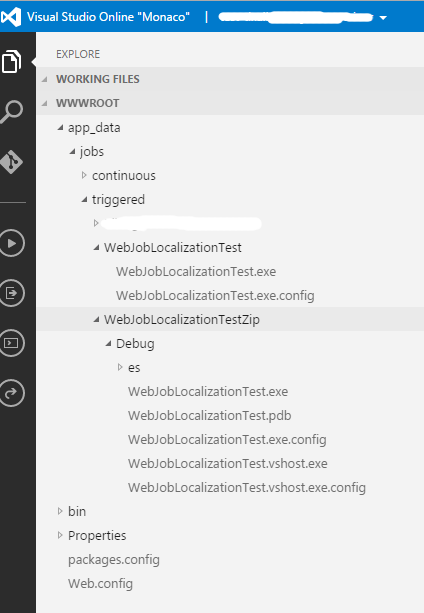 Visual Studio Online "Monaco" |
EXPLORE
WORKING FILES
WWWROOT
app_data
jobs
continuous
triggered
WebJobLocalizationTest
WebJobLocalizationTest.exe
WebJobLocalizationTest.exe.config
WebJobLocalizationTestZip
Debug
es
WebJobLocalizationTest.exe
WebJobLocalizationTest.pdb
WebJobLocalizationTest.exe.config
WebJobLocalizationTest.vshost.exe
WebJobLocalizationTest.vshost.exe.config
bin
Properties
packages.config
Web.config